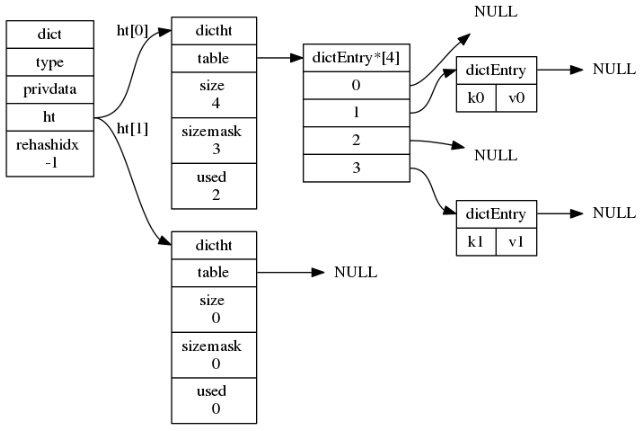 dict
type
privdata
ht
rehashidx
-1
ht[0]
ht[1]
dictht
table
size
4
sizemask
3
used
2
dictht
table
size
0
sizemask
0
used
0
NULL
dictEntry*[4]
0
1
2
3
NULL
dictEntry
k0 v0
NULL
NULL
dictEntry
k1 v1
NULL